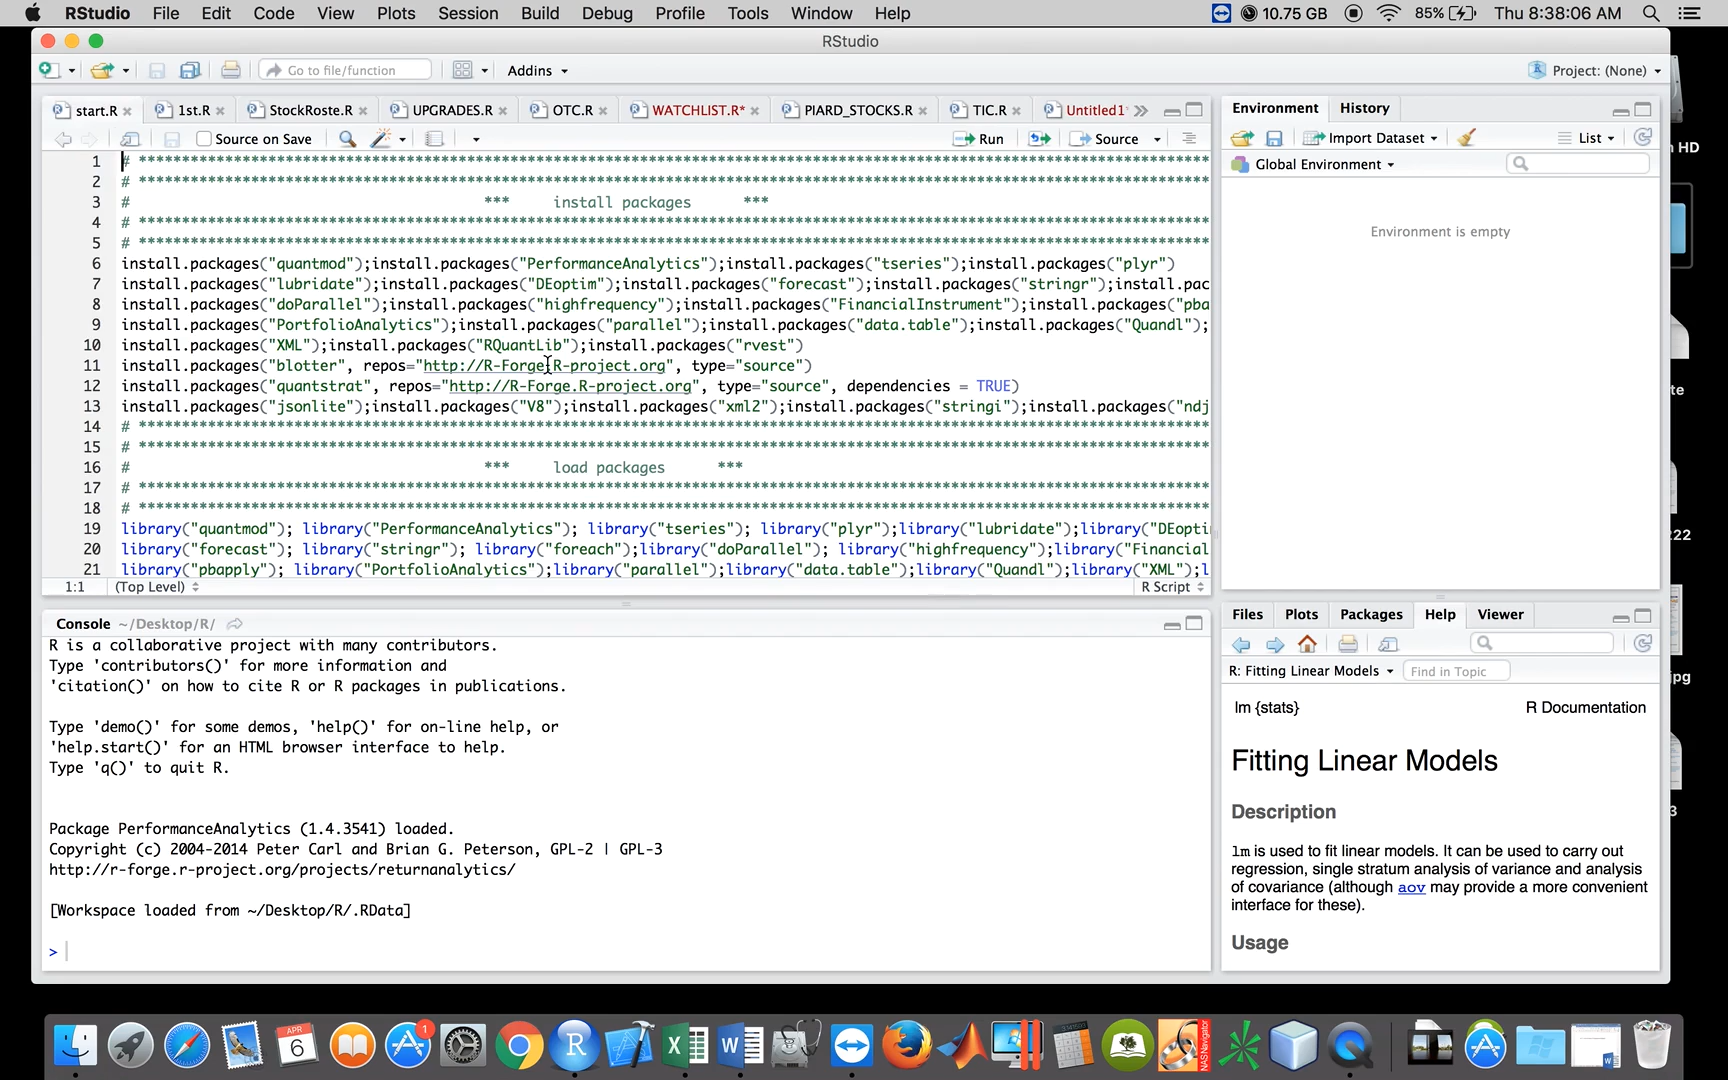 RStudio File Edit Code View Plots Session Build Debug Profile Tools Window Help 10.75 GB 85% Thu 8:38:06 AM
RStudio
Go to file/function Addins Project: (None)
start.R 1st.R StockRoste.R UPGRADES.R OTC.R WATCHLIST.R* PIARD_STOCKS.R TIC.R Untitled1
Source on Save Run Source
1 # ************************************************************************************************************************
2 # ************************************************************************************************************************
3 # *** install packages ***
4 # ************************************************************************************************************************
5 # ************************************************************************************************************************
6 install.packages("quantmod");install.packages("PerformanceAnalytics");install.packages("tseries");install.packages("plyr")
7 install.packages("lubridate");install.packages("DEoptim");install.packages("forecast");install.packages("stringr");install.pac
8 install.packages("doParallel");install.packages("highfrequency");install.packages("FinancialInstrument");install.packages("pba
9 install.packages("PortfolioAnalytics");install.packages("parallel");install.packages("data.table");install.packages("Quandl");
10 install.packages("XML");install.packages("RQuantLib");install.packages("rvest")
11 install.packages("blotter", repos="http://R-Forge.R-project.org", type="source")
12 install.packages("quantstrat", repos="http://R-Forge.R-project.org", type="source", dependencies = TRUE)
13 install.packages("jsonlite");install.packages("V8");install.packages("xml2");install.packages("stringi");install.packages("ndj
14 # ************************************************************************************************************************
15 # ************************************************************************************************************************
16 # *** load packages ***
17 # ************************************************************************************************************************
18 # ************************************************************************************************************************
19 library("quantmod"); library("PerformanceAnalytics"); library("tseries"); library("plyr");library("lubridate");library("DEopti
20 library("forecast"); library("stringr"); library("foreach");library("doParallel"); library("highfrequency");library("Financial
21 library("pbapply"); library("PortfolioAnalytics");library("parallel");library("data.table");library("Quandl");library("XML");l
1:1 (Top Level) R Script
Console ~/Desktop/R/
R is a collaborative project with many contributors.
Type 'contributors()' for more information and
'citation()' on how to cite R or R packages in publications.
Type 'demo()' for some demos, 'help()' for on-line help, or
'help.start()' for an HTML browser interface to help.
Type 'q()' to quit R.
Package PerformanceAnalytics (1.4.3541) loaded.
Copyright (c) 2004-2014 Peter Carl and Brian G. Peterson, GPL-2 | GPL-3
http://r-forge.r-project.org/projects/returnanalytics/
[Workspace loaded from ~/Desktop/R/.RData]
>
Environment History
Import Dataset List
Global Environment
Environment is empty
Files Plots Packages Help Viewer
R: Fitting Linear Models Find in Topic
lm {stats} R Documentation
Fitting Linear Models
Description
lm is used to fit linear models. It can be used to carry out
regression, single stratum analysis of variance and analysis
of covariance (although aov may provide a more convenient
interface for these).
Usage
n HD
te
:22
jpg
3
APR
6
1